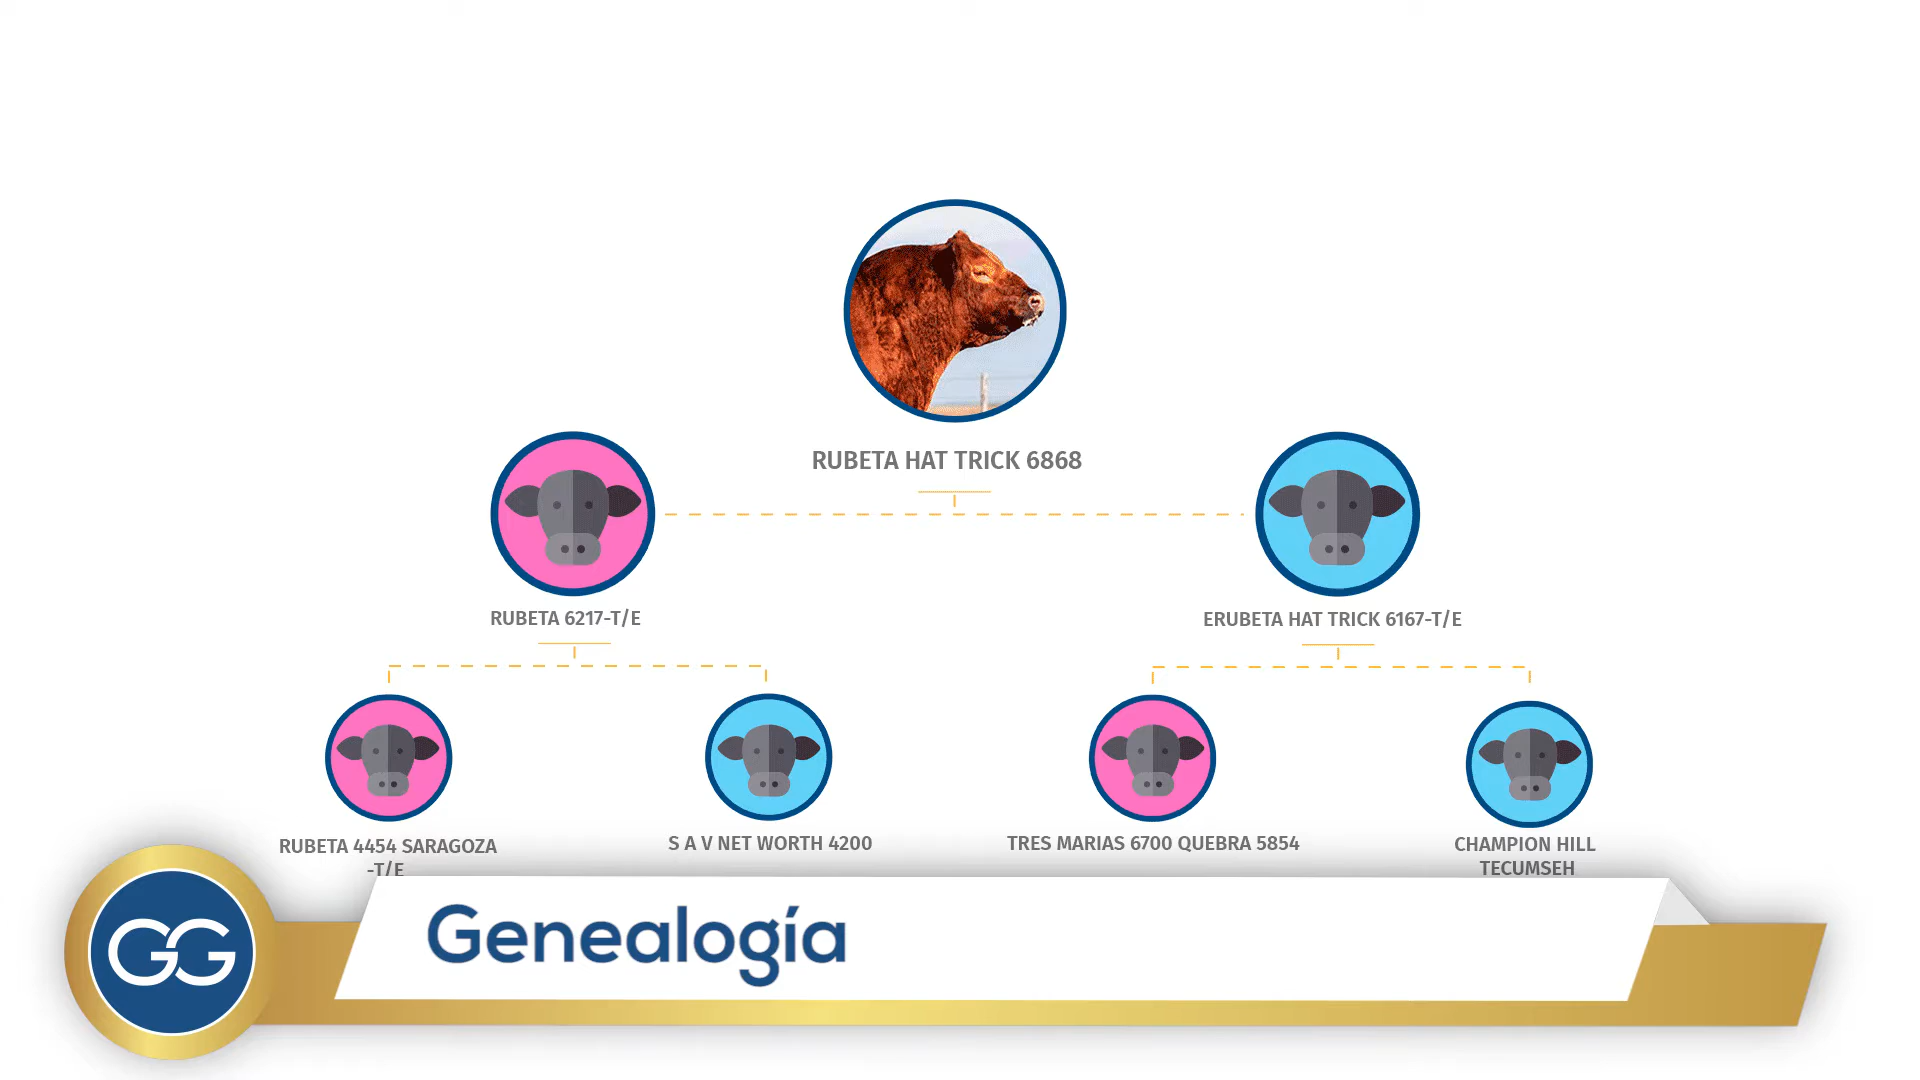 RUBETA HAT TRICK 6868
RUBETA 6217-T/E
ERUBETA HAT TRICK 6167-T/E
RUBETA 4454 SARAGOZA
-T/E
S A V NET WORTH 4200
TRES MARIAS 6700 QUEBRA 5854
CHAMPION HILL
TECUMSEH
GG
Genealogía